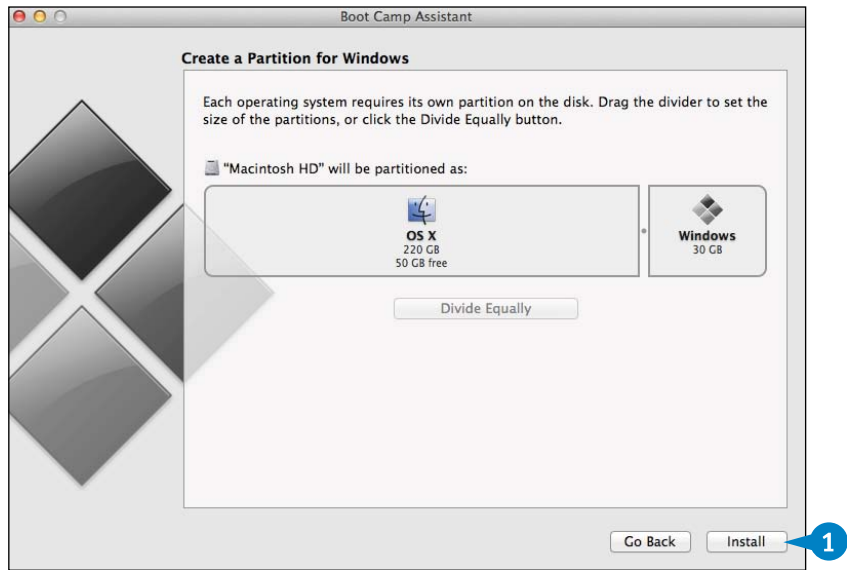 Boot Camp Assistant
Create a Partition for Windows
Each operating system requires its own partition on the disk. Drag the divider to set the
size of the partitions, or click the Divide Equally button.
"Macintosh HD" will be partitioned as:
OS X
220 GB
50 GB free
Windows
30 GB
Divide Equally
Go Back
Install
1